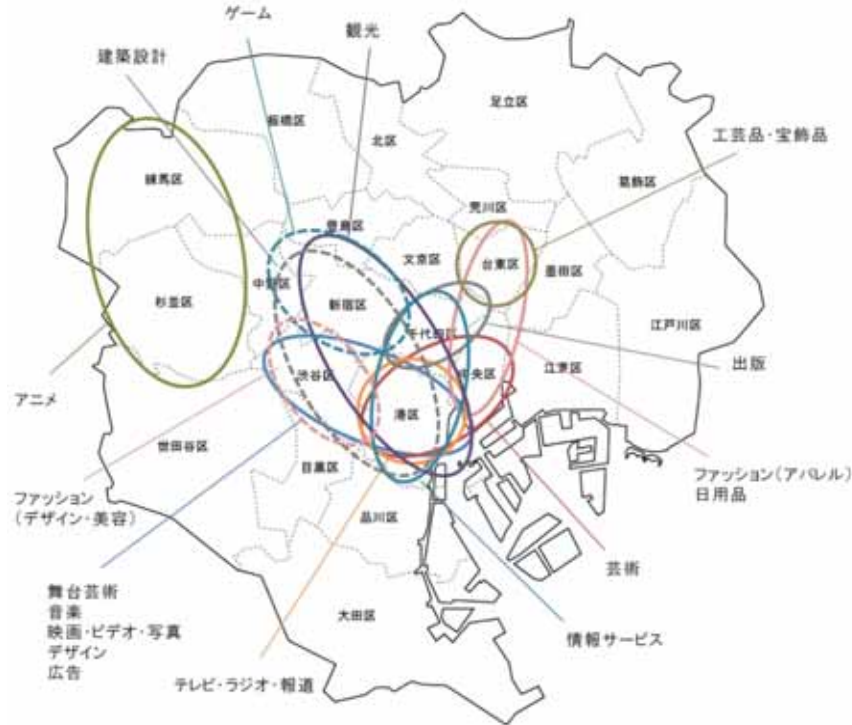 ゲーム
観光
建築設計
足立区
板橋区
北区
工芸品・宝飾品
練馬区
葛飾区
荒川区
豊島区
文京区
台東区
墨田区
中野区
杉並区
新宿区
千代田区
江戸川区
出版
渋谷区
中央区
江東区
アニメ
港区
世田谷区
目黒区
ファッション(アパレル)
日用品
ファッション
(デザイン・美容)
品川区
芸術
舞台芸術
音楽
映画・ビデオ・写真
デザイン
広告
大田区
情報サービス
テレビ・ラジオ・報道